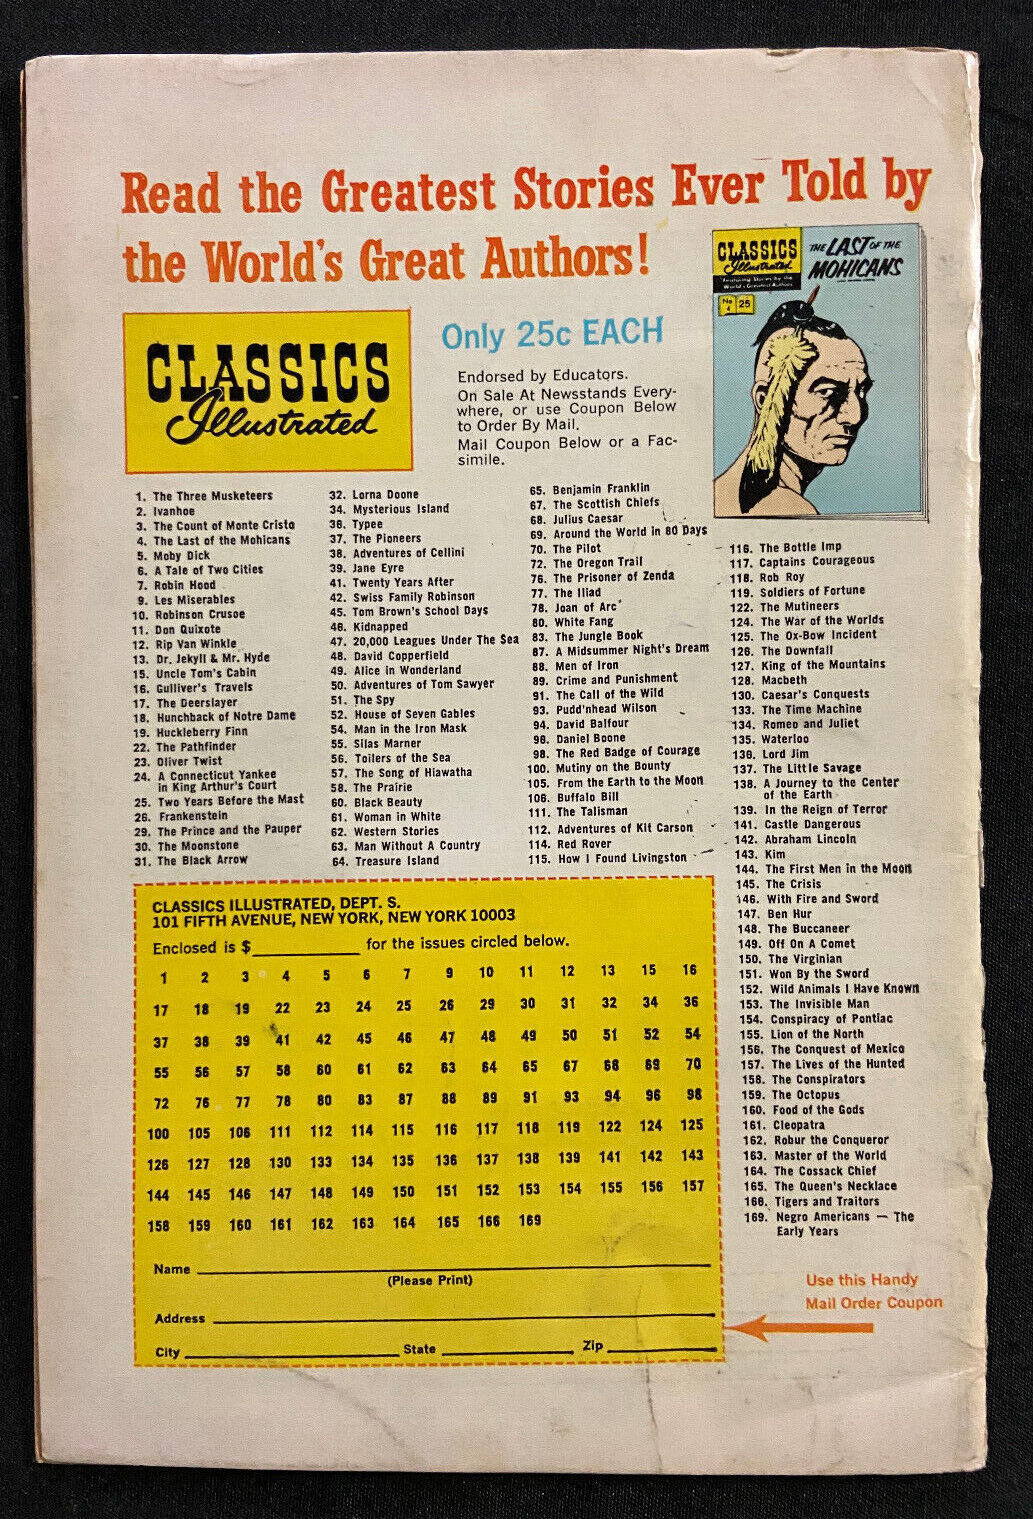 Read the Greatest Stories Ever Told by
the World's Great Authors!
CLASSICS
Illustrated
Only 25c EACH
Endorsed by Educators.
On Sale At Newsstands Every-
where, or use Coupon Below
to Order By Mail.
Mail Coupon Below or a Fac-
simile.
CLASSICS
Illustrated
Featuring Stories by the
World's Greatest Authors
No 4
25
THE LAST OF THE
MOHICANS
1. The Three Musketeers
2. Ivanhoe
3. The Count of Monte Cristo
4. The Last of the Mohicans
5. Moby Dick
6. A Tale of Two Cities
7. Robin Hood
9. Les Miserables
10. Robinson Crusoe
11. Don Quixote
12. Rip Van Winkle
13. Dr. Jekyll & Mr. Hyde
15. Uncle Tom's Cabin
16. Gulliver's Travels
17. The Deerslayer
18. Hunchback of Notre Dame
19. Huckleberry Finn
22. The Pathfinder
23. Oliver Twist
24. A Connecticut Yankee
in King Arthur's Court
25. Two Years Before the Mast
26. Frankenstein
29. The Prince and the Pauper
30. The Moonstone
31. The Black Arrow
32. Lorna Doone
34. Mysterious Island
36. Typee
37. The Pioneers
38. Adventures of Cellini
39. Jane Eyre
41. Twenty Years After
42. Swiss Family Robinson
45. Tom Brown's School Days
46. Kidnapped
47. 20,000 Leagues Under The Sea
48. David Copperfield
49. Alice in Wonderland
50. Adventures of Tom Sawyer
51. The Spy
52. House of Seven Gables
54. Man in the Iron Mask
55. Silas Marner
56. Toilers of the Sea
57. The Song of Hiawatha
58. The Prairie
60. Black Beauty
61. Woman in White
62. Western Stories
63. Man Without A Country
64. Treasure Island
65. Benjamin Franklin
67. The Scottish Chiefs
68. Julius Caesar
69. Around the World in 80 Days
70. The Pilot
72. The Oregon Trail
76. The Prisoner of Zenda
77. The Iliad
78. Joan of Arc
80. White Fang
83. The Jungle Book
87. A Midsummer Night's Dream
88. Men of Iron
89. Crime and Punishment
91. The Call of the Wild
93. Pudd'nhead Wilson
94. David Balfour
96. Daniel Boone
98. The Red Badge of Courage
100. Mutiny on the Bounty
105. From the Earth to the Moon
106. Buffalo Bill
111. The Talisman
112. Adventures of Kit Carson
114. Red Rover
115. How I Found Livingston
116. The Bottle Imp
117. Captains Courageous
118. Rob Roy
119. Soldiers of Fortune
122. The Mutineers
124. The War of the Worlds
125. The Ox-Bow Incident
126. The Downfall
127. King of the Mountains
128. Macbeth
130. Caesar's Conquests
133. The Time Machine
134. Romeo and Juliet
135. Waterloo
136. Lord Jim
137. The Little Savage
138. A Journey to the Center
of the Earth
139. In the Reign of Terror
141. Castle Dangerous
142. Abraham Lincoln
143. Kim
144. The First Men in the Moon
145. The Crisis
146. With Fire and Sword
147. Ben Hur
148. The Buccaneer
149. Off On A Comet
150. The Virginian
151. Won By the Sword
152. Wild Animals I Have Known
153. The Invisible Man
154. Conspiracy of Pontiac
155. Lion of the North
156. The Conquest of Mexico
157. The Lives of the Hunted
158. The Conspirators
159. The Octopus
160. Food of the Gods
161. Cleopatra
162. Robur the Conqueror
163. Master of the World
164. The Cossack Chief
165. The Queen's Necklace
166. Tigers and Traitors
169. Negro Americans — The
Early Years
CLASSICS ILLUSTRATED, DEPT. S.
101 FIFTH AVENUE, NEW YORK, NEW YORK 10003
Enclosed is $ for the issues circled below.
1 2 3 4 5 6 7 9 10 11 12 13 15 16
17 18 19 22 23 24 25 26 29 30 31 32 34 36
37 38 39 41 42 45 46 47 48 49 50 51 52 54
55 56 57 58 60 61 62 63 64 65 67 68 69 70
72 76 77 78 80 83 87 88 89 91 93 94 96 98
100 105 106 111 112 114 115 116 117 118 119 122 124 125
126 127 128 130 133 134 135 136 137 138 139 141 142 143
144 145 146 147 148 149 150 151 152 153 154 155 156 157
158 159 160 161 162 163 164 165 166 169
Name
(Please Print)
Address
City State Zip
Use this Handy
Mail Order Coupon